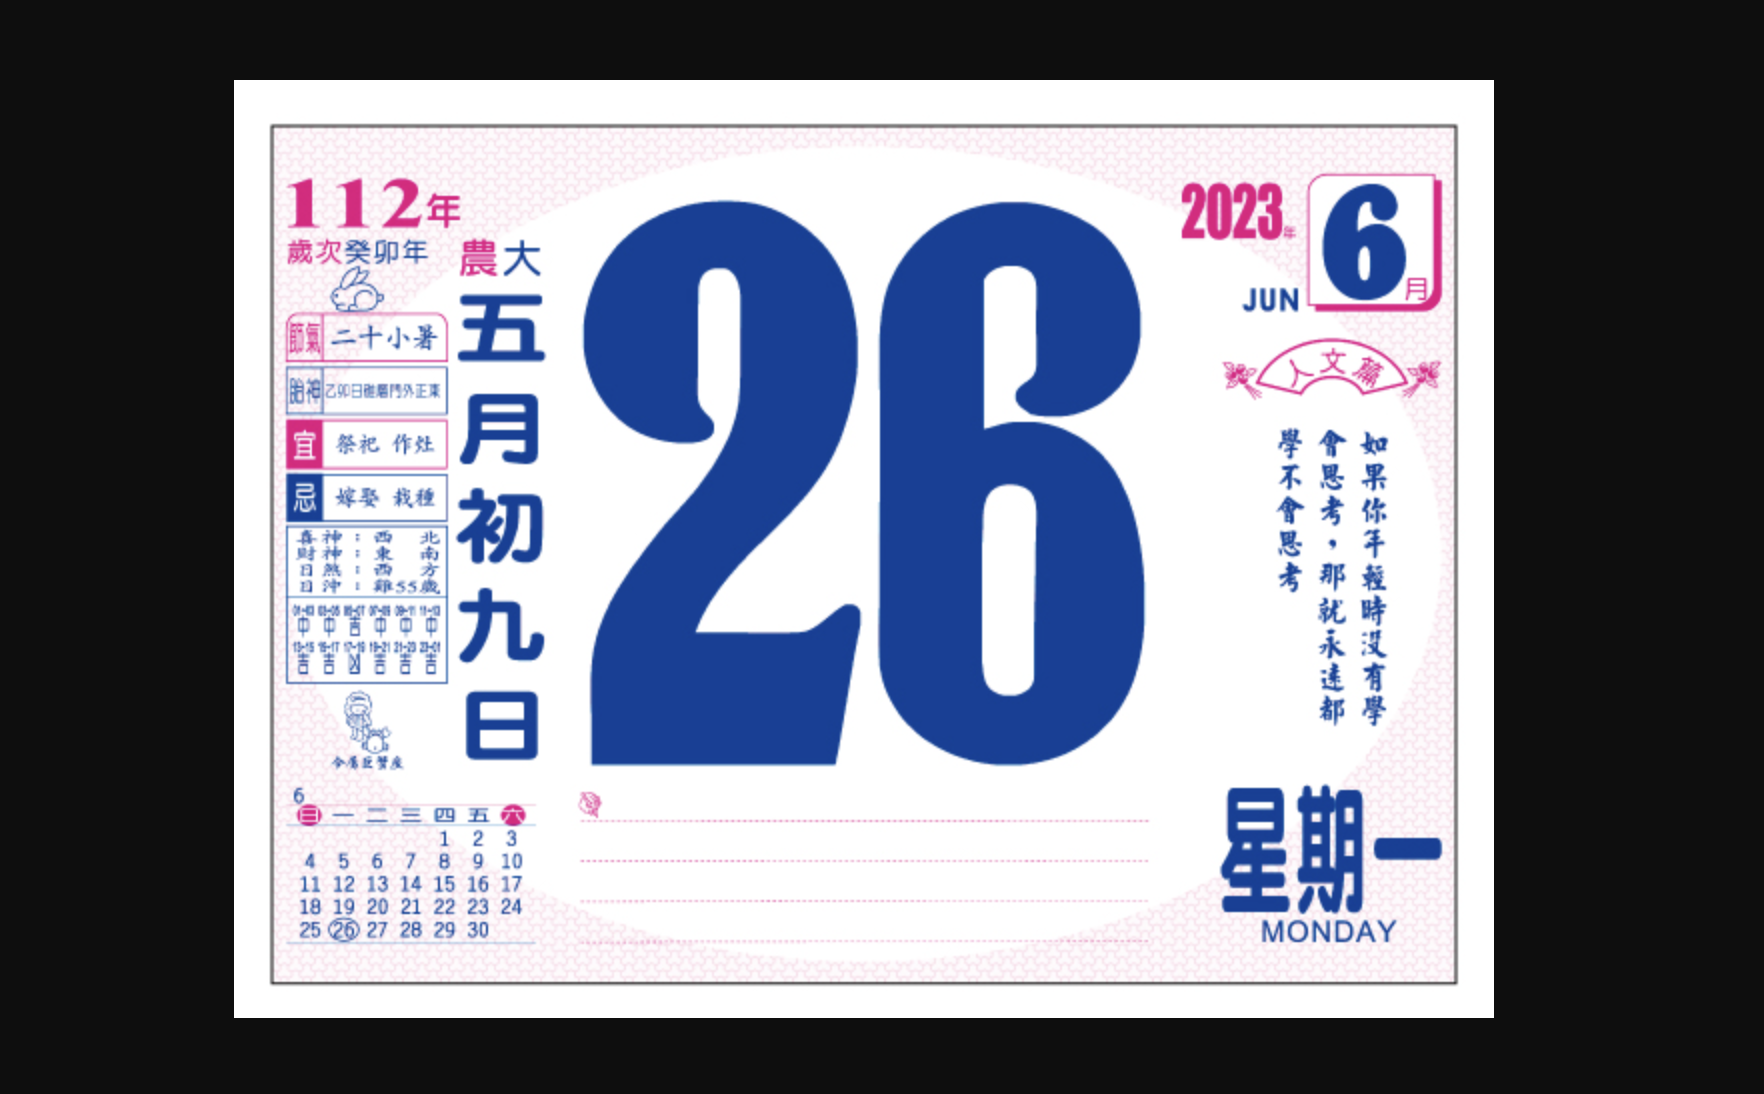 112年
歲次癸卯年
節氣 二十小暑
胎神 乙卯日碓磨門外正東
宜 祭祀 作灶
忌 嫁娶 栽種
喜神：西北
財神：東南
日煞：西方
日沖：雞55歲
01-03 03-05 05-07 07-09 09-11 11-13
中 中 吉 中 中 中
13-15 15-17 17-19 19-21 21-23 23-01
吉 吉 凶 吉 吉 吉
今屬巨蟹座
農大
五月初九日
26
2023年
6月
JUN
人文篇
如果你年輕時沒有學
會思考，那就永遠都
學不會思考
星期一
MONDAY
6
日 一 二 三 四 五 六
1 2 3
4 5 6 7 8 9 10
11 12 13 14 15 16 17
18 19 20 21 22 23 24
25 26 27 28 29 30